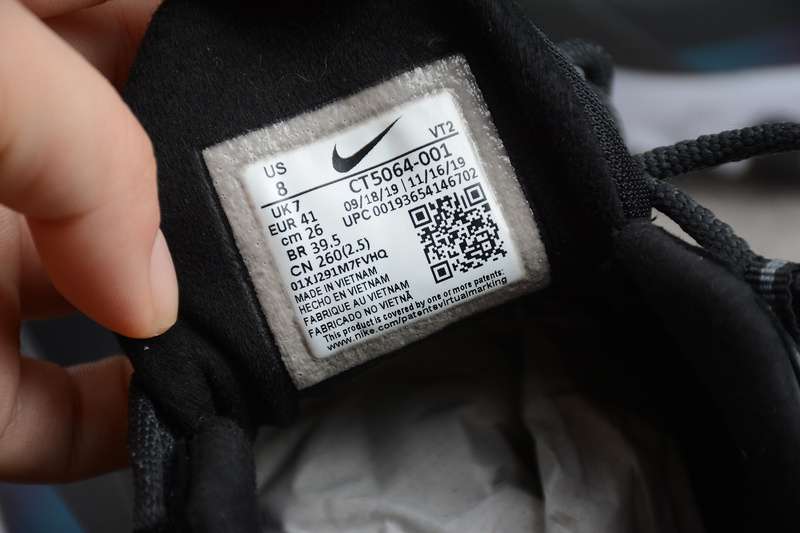 US
8
VT2
CT5064-001
UK 7
09/18/19 | 11/16/19
EUR 41
UPC 00193654146702
cm 26
BR 39.5
CN 260(2.5)
01XJ291M7FVHQ
MADE IN VIETNAM
HECHO EN VIETNAM
FABRIQUE AU VIETNAM
FABRICADO NO VIETNÃ
This product is covered by one or more patents:
www.nike.com/patentsvirtualmarking